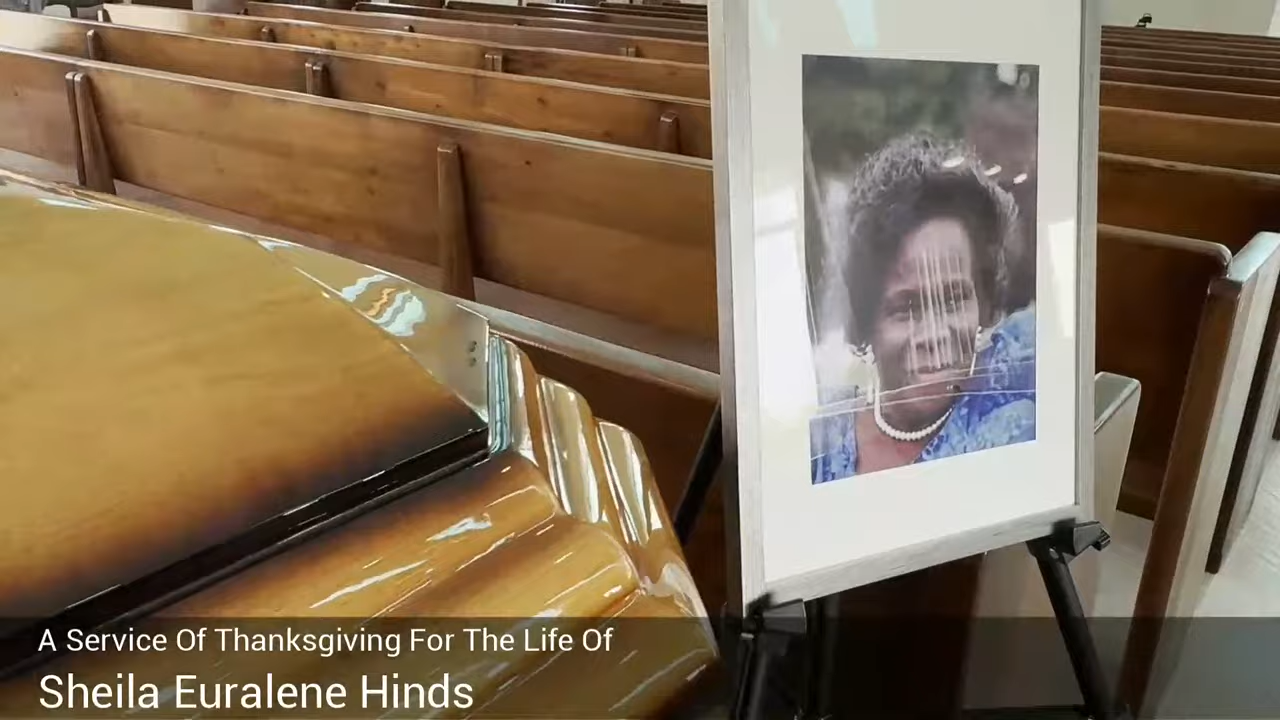 A Service Of Thanksgiving For The Life Of
Sheila Euralene Hinds